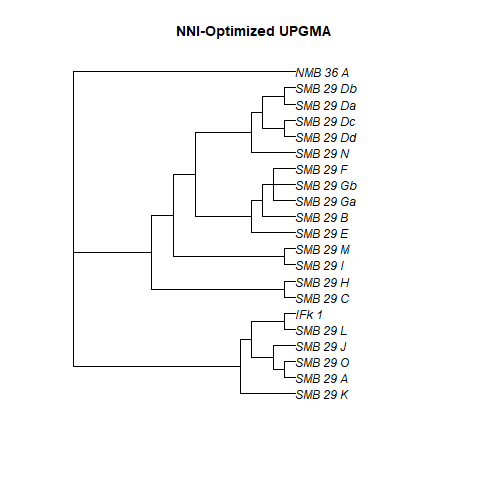 NNI-Optimized UPGMA
NMB 36 A
SMB 29 Db
SMB 29 Da
SMB 29 Dc
SMB 29 Dd
SMB 29 N
SMB 29 F
SMB 29 Gb
SMB 29 Ga
SMB 29 B
SMB 29 E
SMB 29 M
SMB 29 I
SMB 29 H
SMB 29 C
IFk 1
SMB 29 L
SMB 29 J
SMB 29 O
SMB 29 A
SMB 29 K